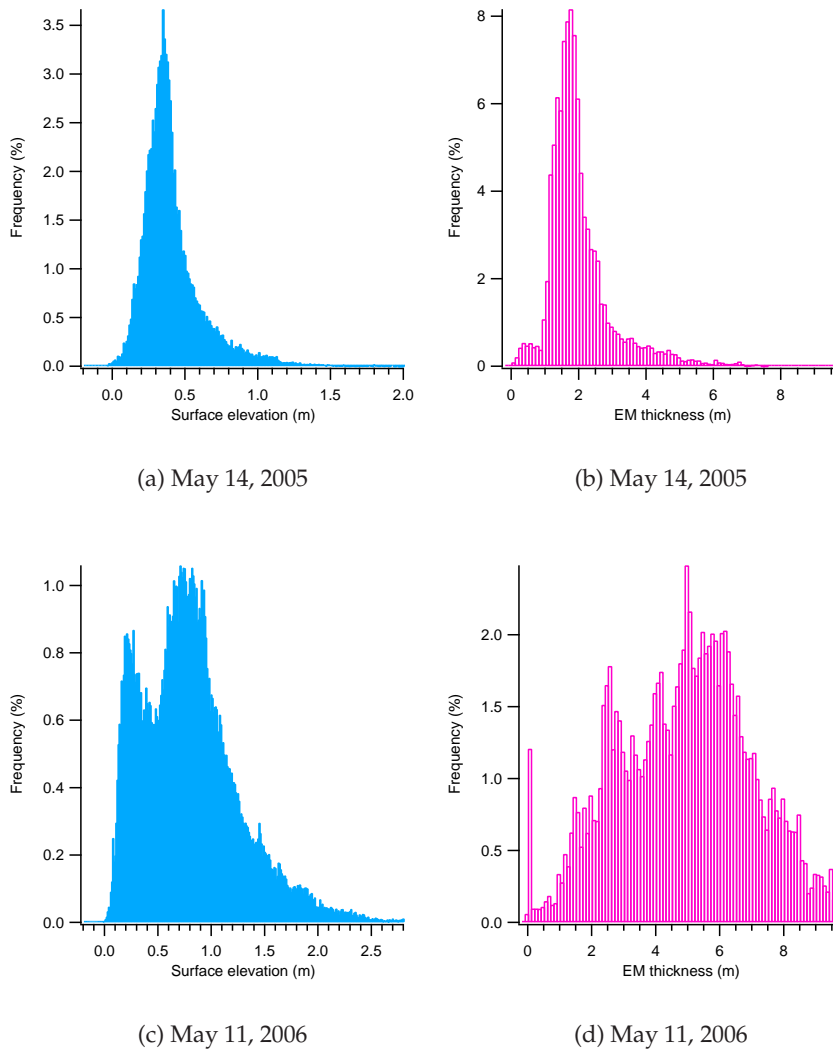 3.5
3.0
2.5
2.0
1.5
1.0
0.5
0.0
Frequency (%)
0.0 0.5 1.0 1.5 2.0
Surface elevation (m)
8
6
4
2
0
Frequency (%)
0 2 4 6 8
EM thickness (m)
(a) May 14, 2005
(b) May 14, 2005
1.0
0.8
0.6
0.4
0.2
0.0
Frequency (%)
0.0 0.5 1.0 1.5 2.0 2.5
Surface elevation (m)
2.0
1.5
1.0
0.5
0.0
Frequency (%)
0 2 4 6 8
EM thickness (m)
(c) May 11, 2006
(d) May 11, 2006